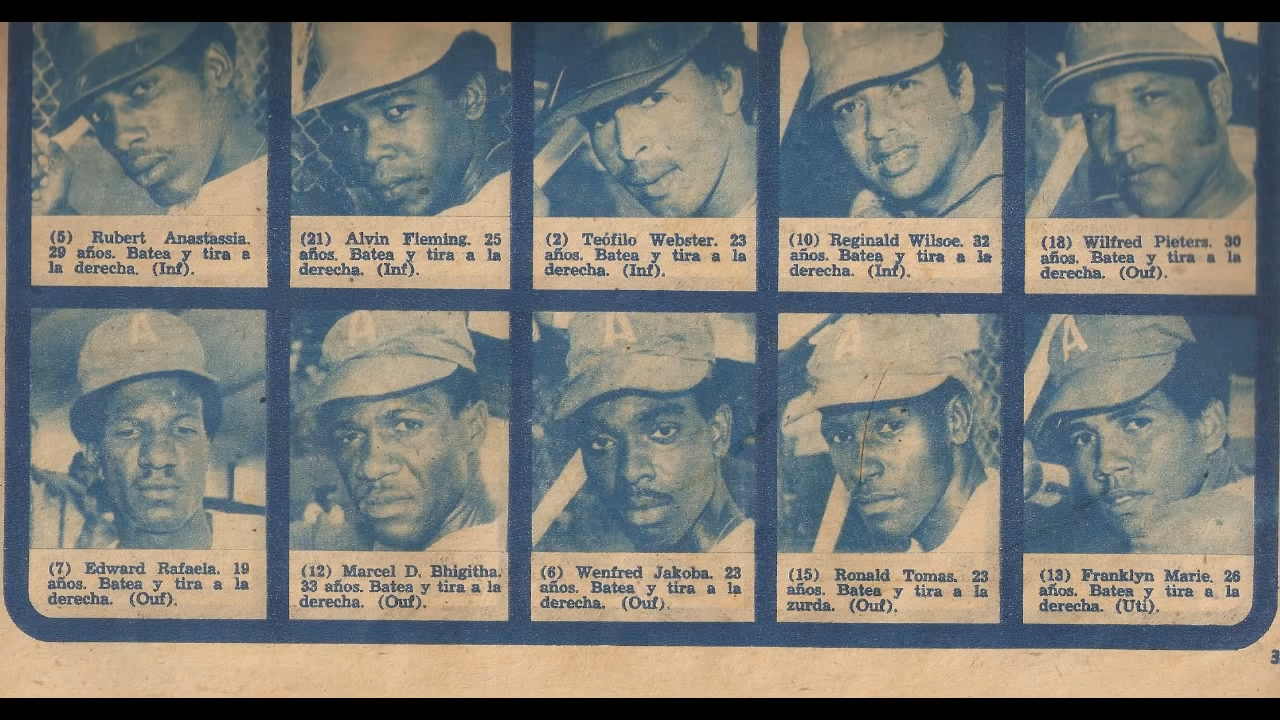 (5) Rubert Anastassia.
29 años. Batea y tira a
la derecha. (Inf).
(21) Alvin Fleming. 25
años. Batea y tira a la
derecha. (Inf).
(2) Teófilo Webster. 23
años. Batea y tira a la
derecha. (Inf).
(10) Reginald Wilsoe. 32
años. Batea y tira a la
derecha. (Inf).
(18) Wilfred Pieters. 30
años. Batea y tira a la
derecha. (Ouf).
A
A
A
A
A
(7) Edward Rafaela. 19
años. Batea y tira a la
derecha. (Ouf).
(12) Marcel D. Bhigitha.
33 años. Batea y tira a la
derecha. (Ouf).
(6) Wenfred Jakoba. 23
años. Batea y tira a la
derecha. (Ouf).
(15) Ronald Tomas. 23
años. Batea y tira a la
zurda. (Ouf).
(13) Franklyn Marie. 26
años. Batea y tira a la
derecha. (Uti).